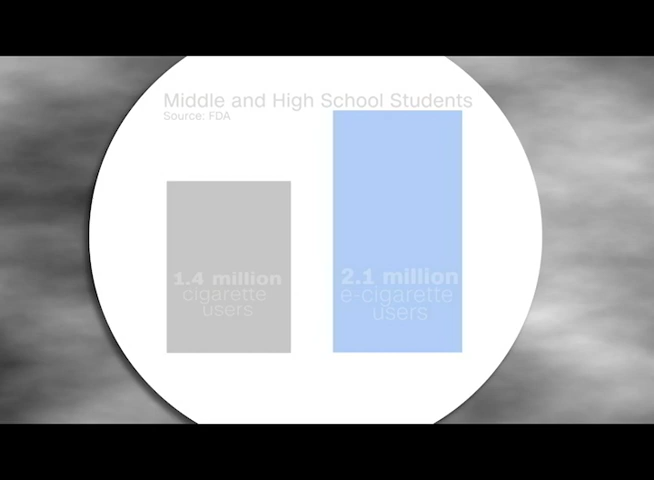 Middle and High School Students
Source: FDA
1.4 million
cigarette
users
2.1 million
e-cigarette
users